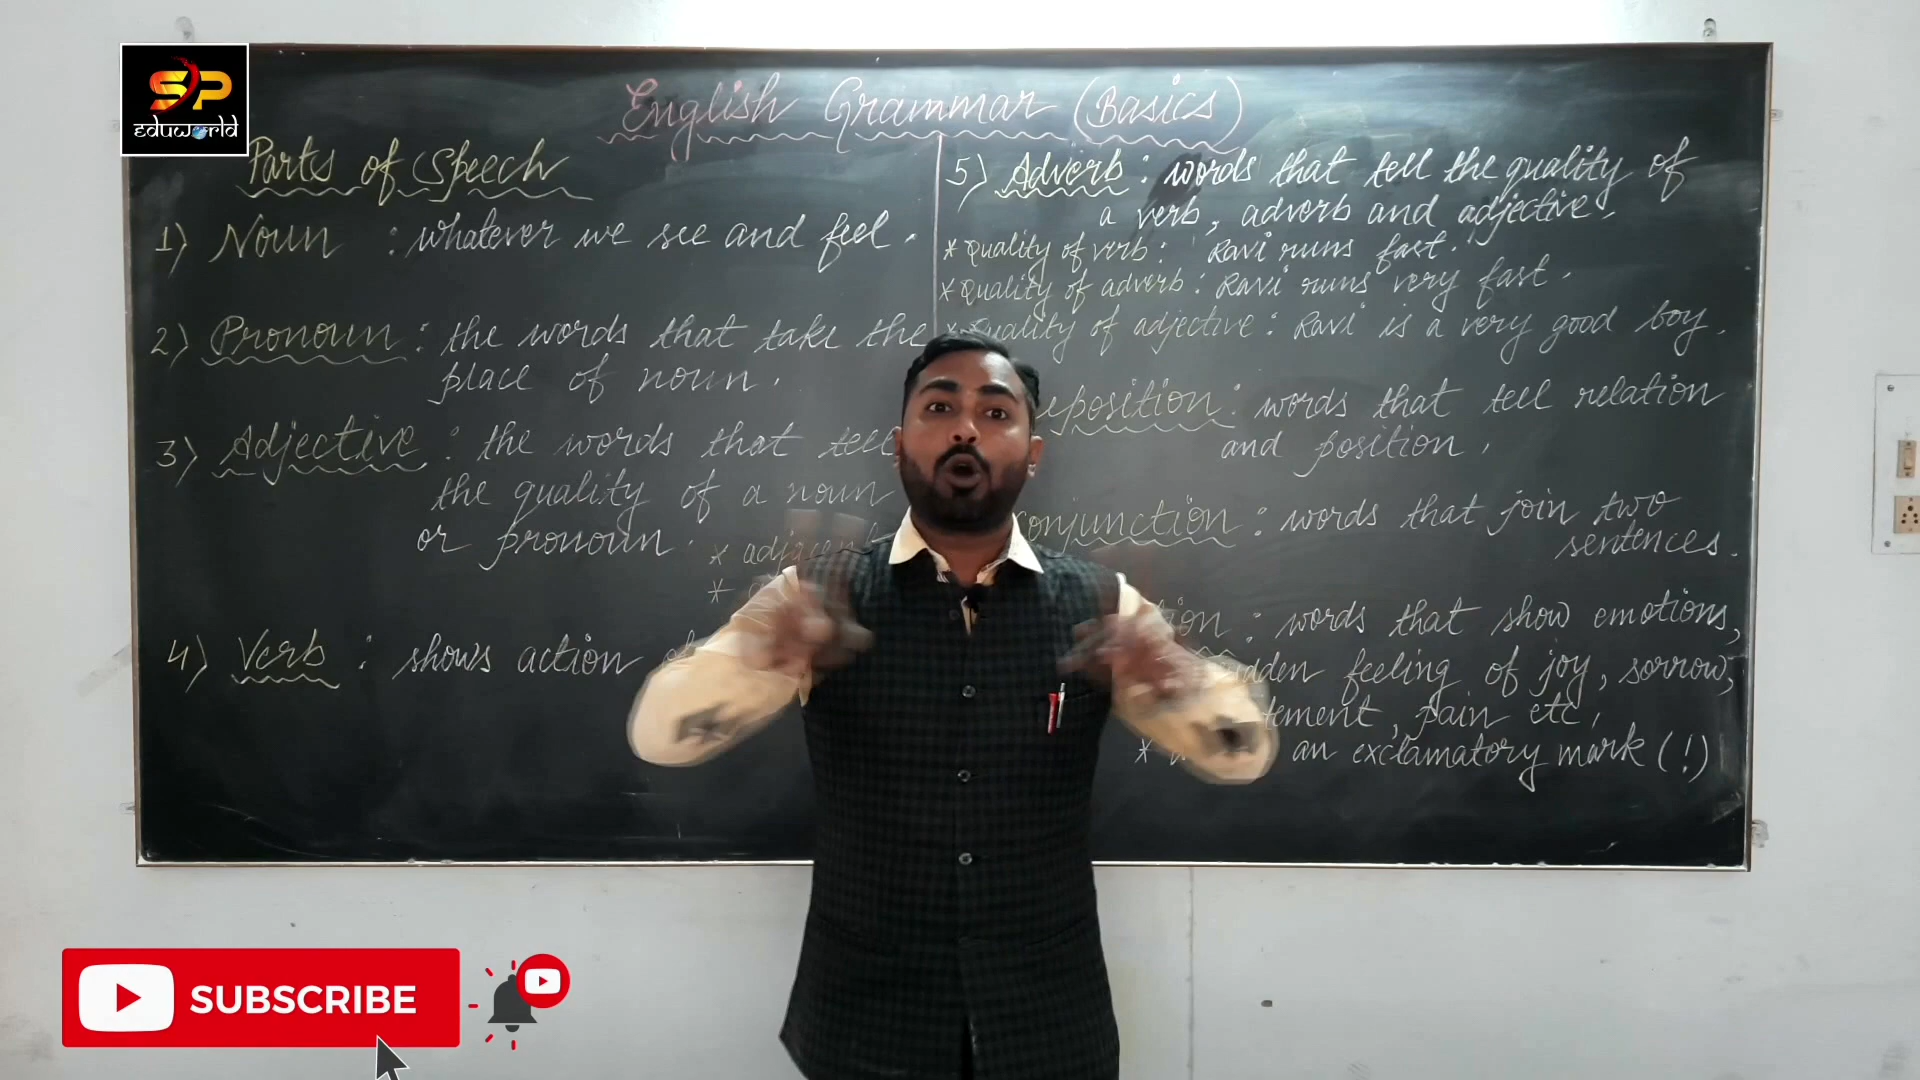 SP
eduworld
English Grammar (Basics)
Parts of Speech
1) Noun : whatever we see and feel.
2) Pronoun : the words that take the
place of noun.
3) Adjective : the words that tell
the quality of a noun
or pronoun.
*
*
4) Verb : shows action
5) Adverb : words that tell the quality of
a verb, adverb and adjective.
* Quality of verb : Ravi runs fast.
* Quality of adverb : Ravi runs very fast.
* Quality of adjective : Ravi is a very good boy.
: words that tell relation
and position.
: words that join two
sentences.
: words that show emotions,
feeling of joy, sorrow,
, pain etc.
* an exclamatory mark (!)
SUBSCRIBE